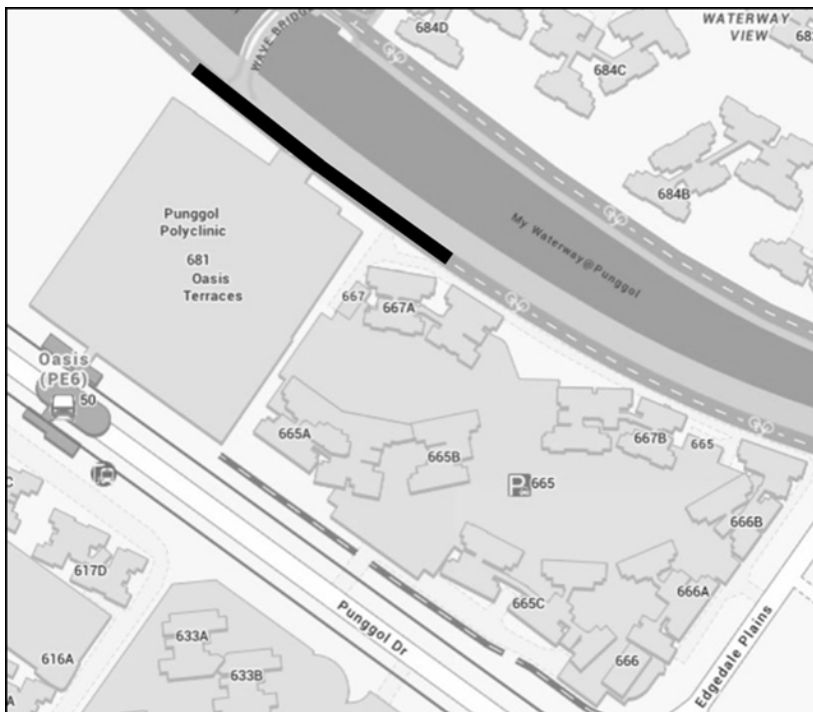 WATERWAY
VIEW
684D
WAVE BRIDGE
684C
684B
Punggol
Polyclinic
681
Oasis
Terraces
My Waterway@Punggol
667
667A
Oasis
(PE6)
50
665A
665B
667B
665
P
665
666B
617D
665C
666A
633A
Punggol Dr
616A
633B
666
Edgedale Plains